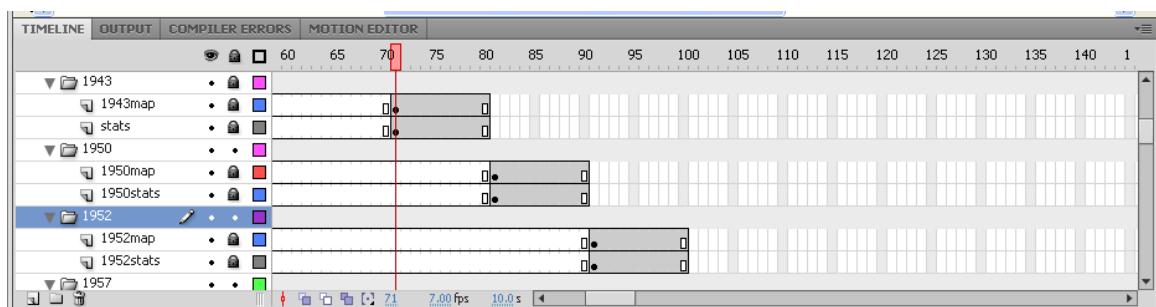 TIMELINE OUTPUT COMPILER ERRORS MOTION EDITOR
60 65 70 75 80 85 90 95 100 105 110 115 120 125 130 135 140 1
1943
1943map
stats
1950
1950map
1950stats
1952
1952map
1952stats
1957
71 7.00 fps 10.0 s